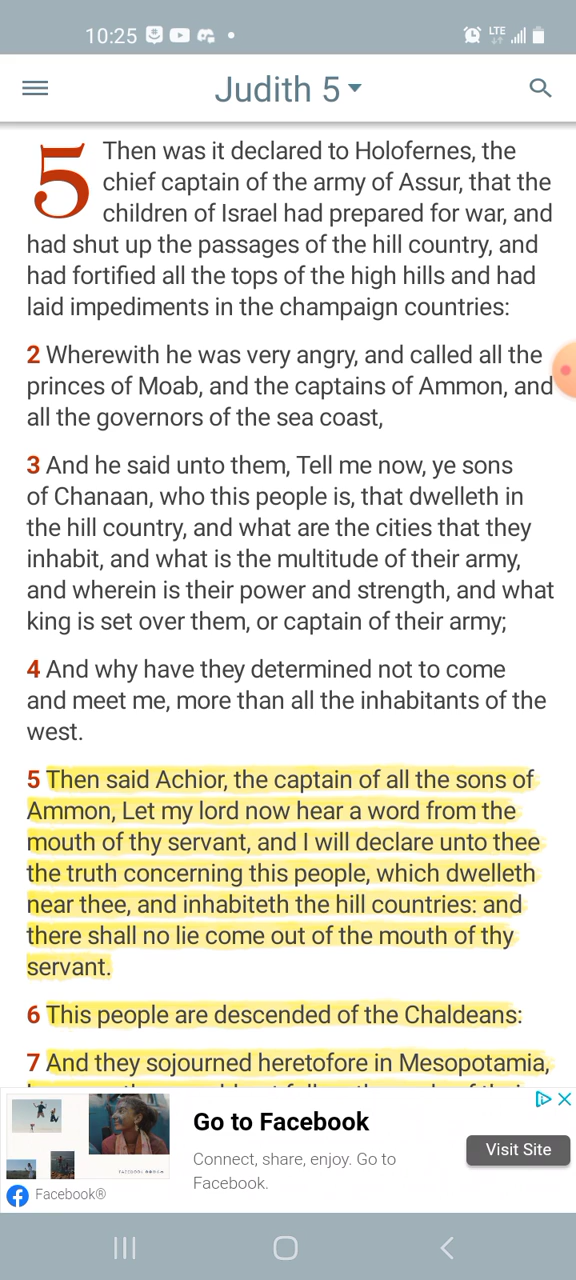 10:25
LTE
Judith 5
5 Then was it declared to Holofernes, the
chief captain of the army of Assur, that the
children of Israel had prepared for war, and
had shut up the passages of the hill country, and
had fortified all the tops of the high hills and had
laid impediments in the champaign countries:
2 Wherewith he was very angry, and called all the
princes of Moab, and the captains of Ammon, and
all the governors of the sea coast,
3 And he said unto them, Tell me now, ye sons
of Chanaan, who this people is, that dwelleth in
the hill country, and what are the cities that they
inhabit, and what is the multitude of their army,
and wherein is their power and strength, and what
king is set over them, or captain of their army;
4 And why have they determined not to come
and meet me, more than all the inhabitants of the
west.
5 Then said Achior, the captain of all the sons of
Ammon, Let my lord now hear a word from the
mouth of thy servant, and I will declare unto thee
the truth concerning this people, which dwelleth
near thee, and inhabiteth the hill countries: and
there shall no lie come out of the mouth of thy
servant.
6 This people are descended of the Chaldeans:
7 And they sojourned heretofore in Mesopotamia,
Go to Facebook
Connect, share, enjoy. Go to
Facebook.
Visit Site
Facebook®